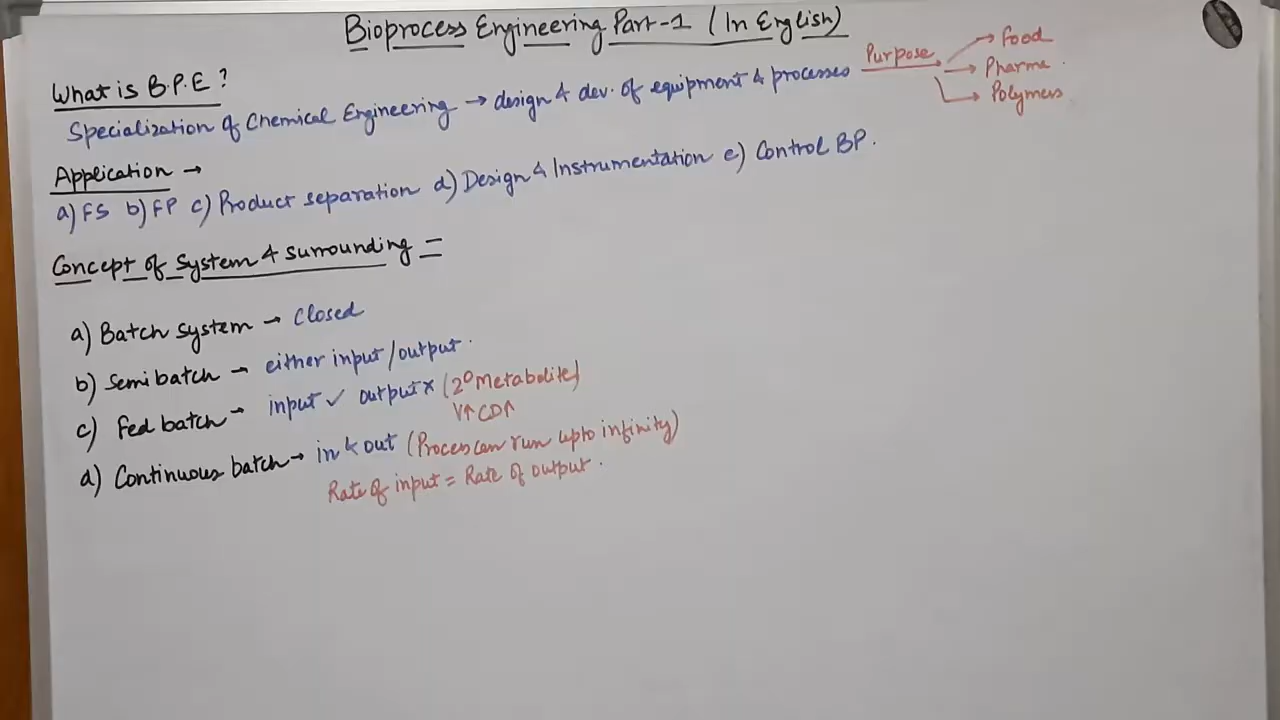 Bioprocess Engineering Part-1 (In English)
What is B.P.E?
Specialization of Chemical Engineering → design & dev. of equipment & processes Purpose → Food
→ Pharma
→ Polymers
Application →
a) FS b) FP c) Product separation d) Design & Instrumentation e) Control BP.
Concept of System & surrounding =
a) Batch system → closed
b) Semibatch → either input/output.
c) Fed batch → input ✓ output × (2° Metabolite)
V↑ CD↑
d) Continuous batch → in & out (Process can run upto infinity)
Rate of input = Rate of output.